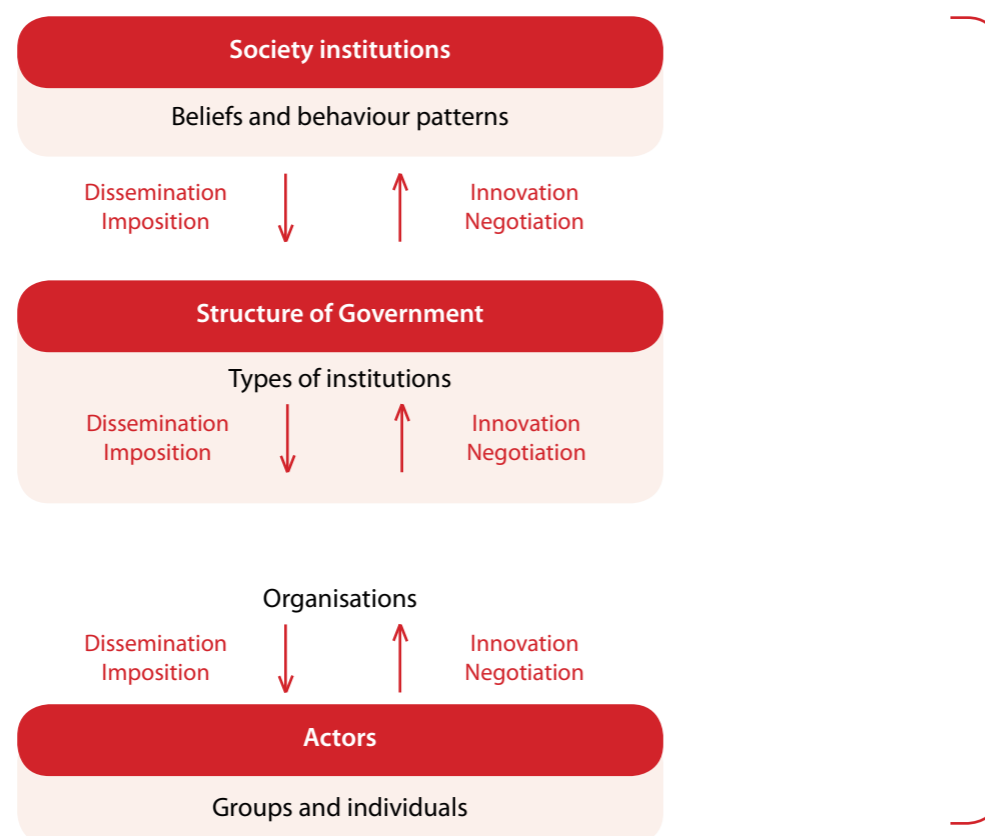 Society institutions
Beliefs and behaviour patterns
Dissemination
Imposition
Innovation
Negotiation
Structure of Government
Types of institutions
Dissemination
Imposition
Innovation
Negotiation
Organisations
Dissemination
Imposition
Innovation
Negotiation
Actors
Groups and individuals